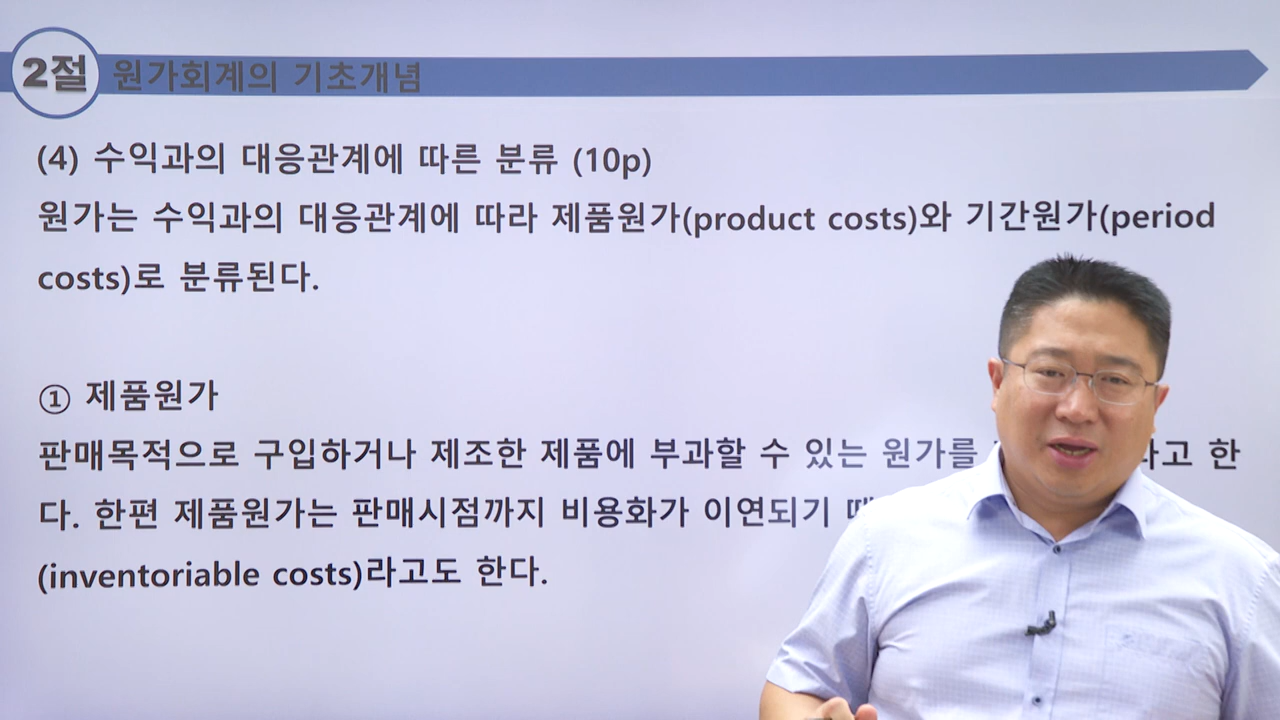 2절 원가회계의 기초개념
(4) 수익과의 대응관계에 따른 분류 (10p)
원가는 수익과의 대응관계에 따라 제품원가(product costs)와 기간원가(period
costs)로 분류된다.
① 제품원가
판매목적으로 구입하거나 제조한 제품에 부과할 수 있는 원가를 한
다. 한편 제품원가는 판매시점까지 비용화가 이연되기
(inventoriable costs)라고도 한다.